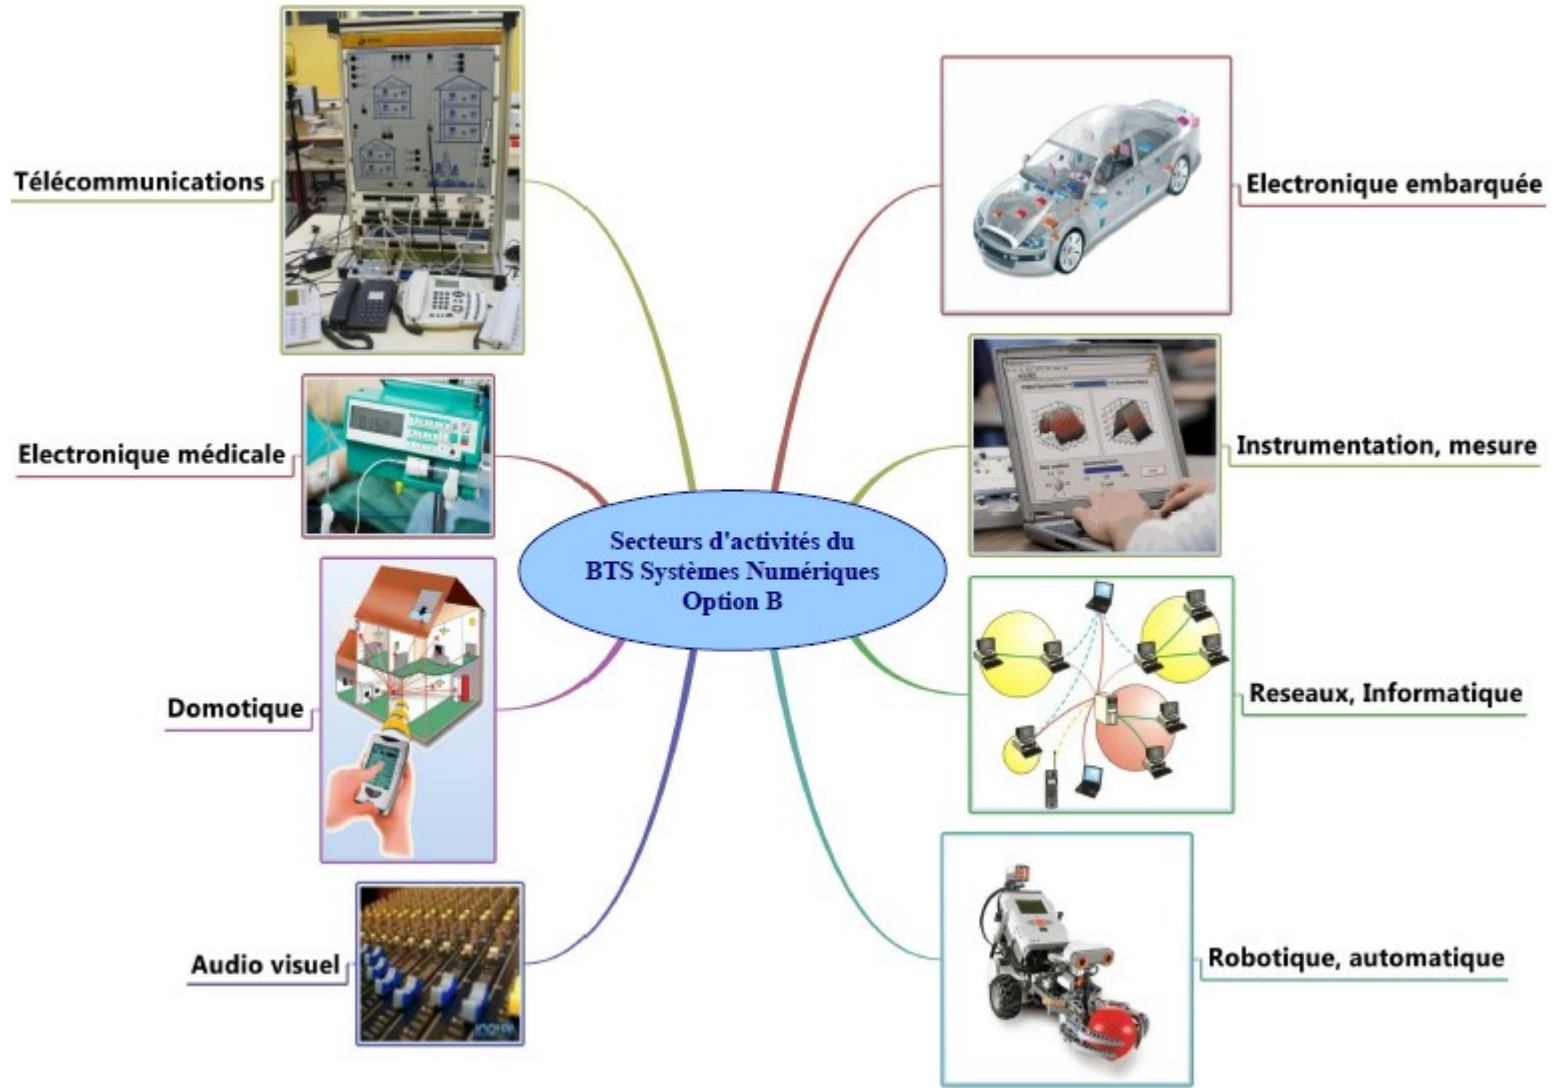 Télécommunications
Electronique embarquée
Electronique médicale
Instrumentation, mesure
Secteurs d'activités du
BTS Systèmes Numériques
Option B
Domotique
Reseaux, Informatique
Audio visuel
Robotique, automatique